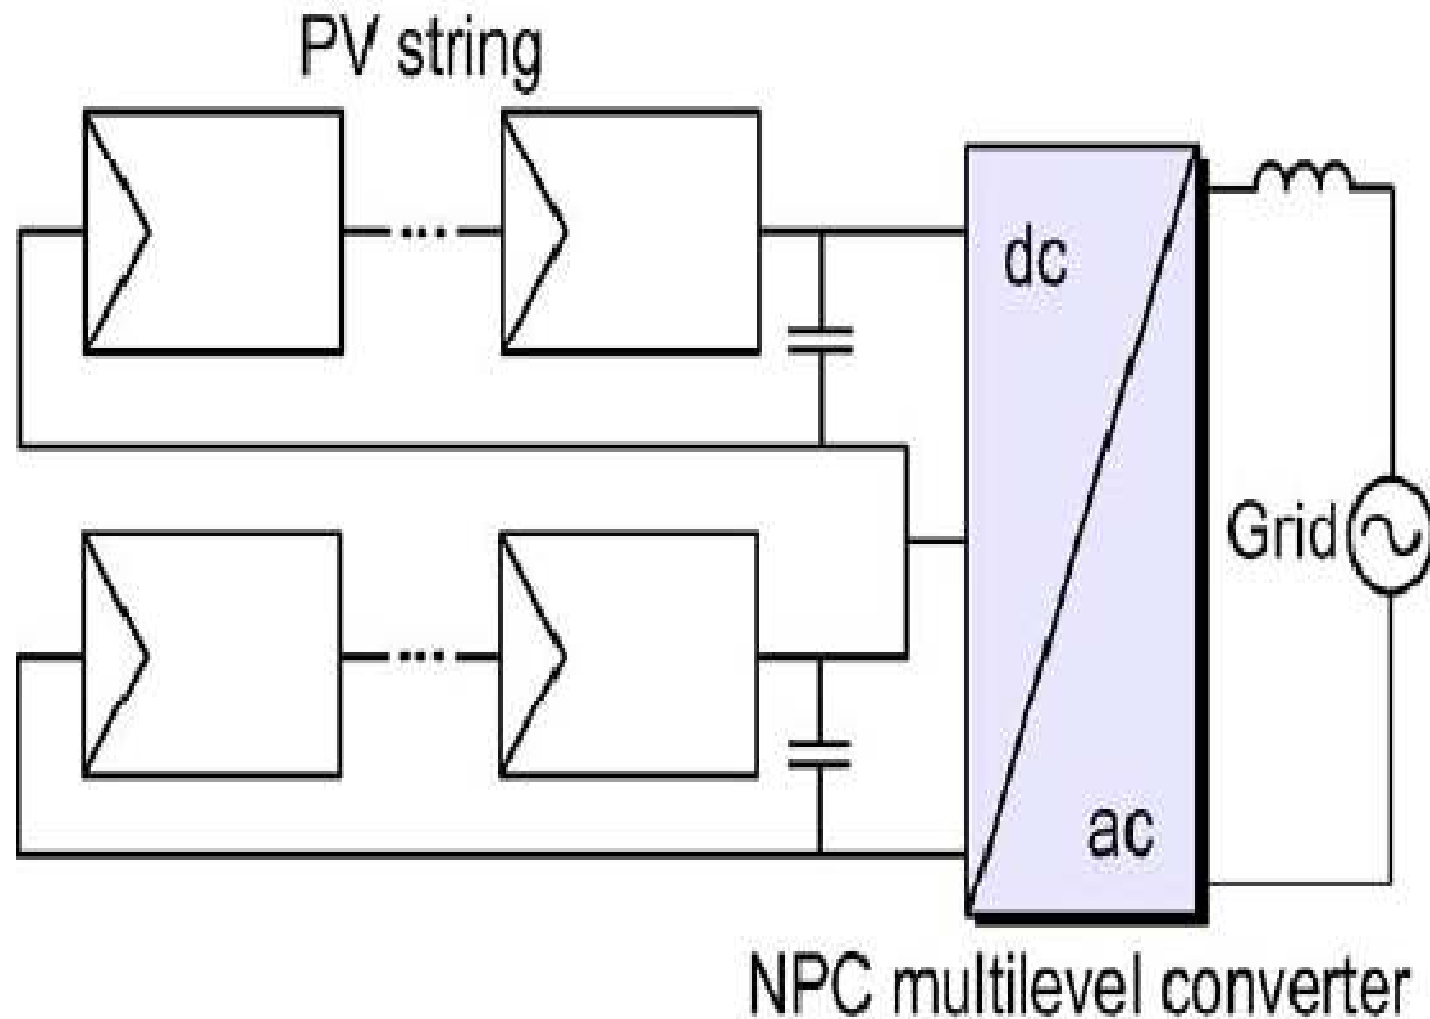 PV string
dc
Grid
ac
NPC multilevel converter